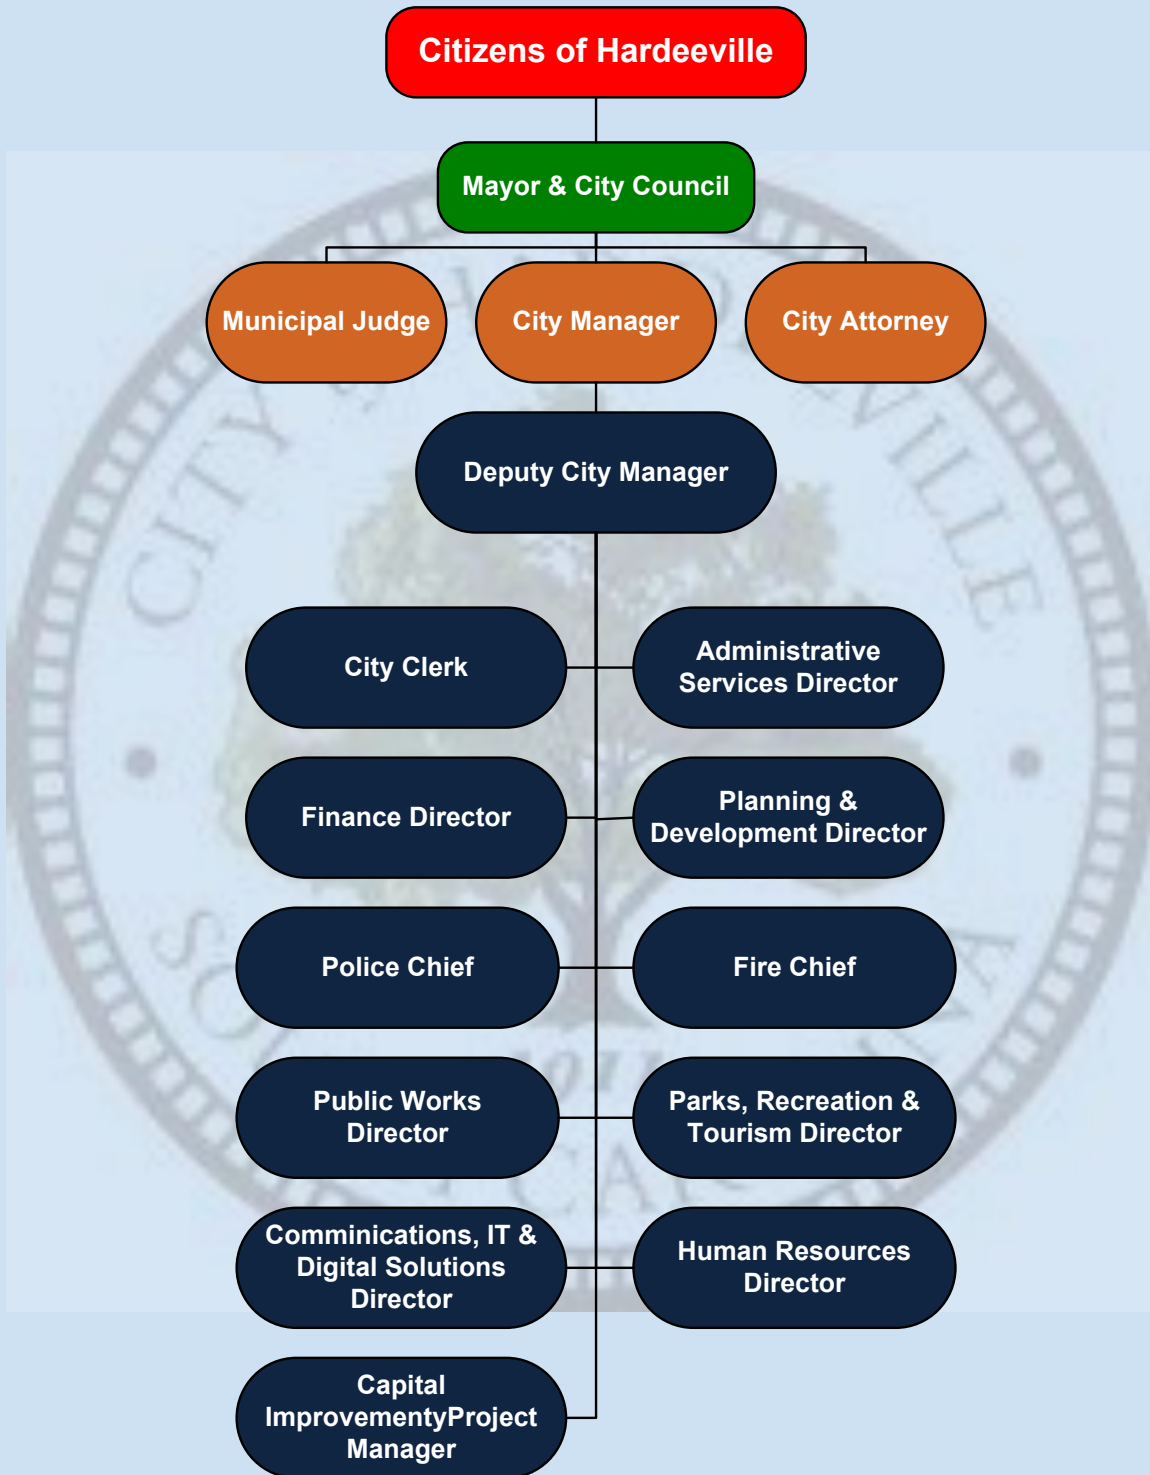 Citizens of Hardeeville
Mayor & City Council
Municipal Judge
City Manager
City Attorney
Deputy City Manager
City Clerk
Administrative
Services Director
Finance Director
Planning &
Development Director
Police Chief
Fire Chief
Public Works
Director
Parks, Recreation &
Tourism Director
Comminications, IT &
Digital Solutions
Director
Human Resources
Director
Capital
ImprovementyProject
Manager